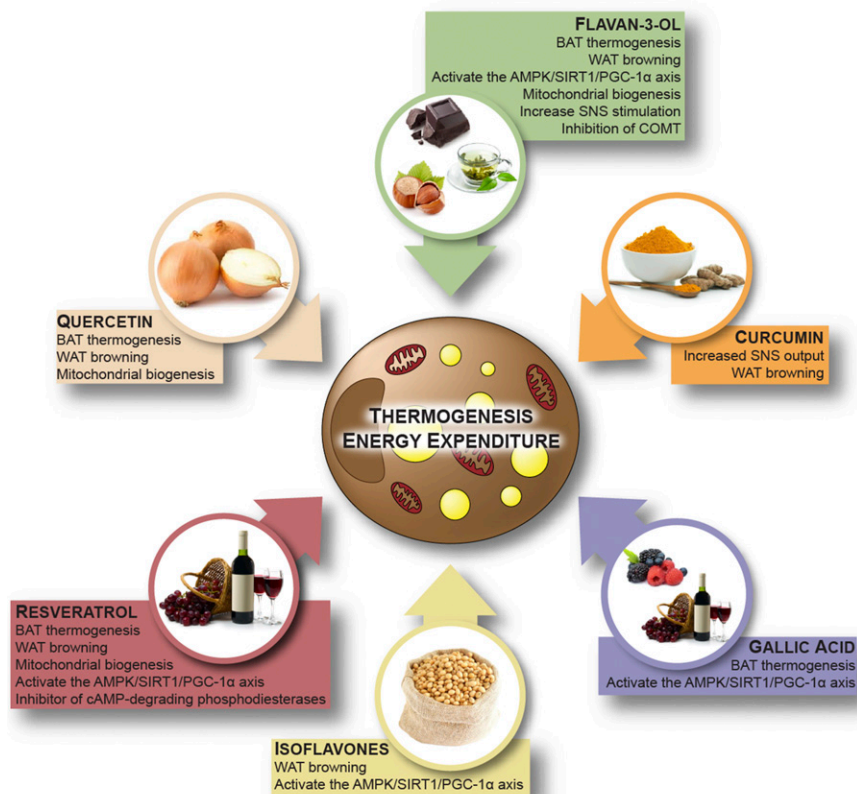 FLAVAN-3-OL
BAT thermogenesis
WAT browning
Activate the AMPK/SIRT1/PGC-1α axis
Mitochondrial biogenesis
Increase SNS stimulation
Inhibition of COMT
QUERCETIN
BAT thermogenesis
WAT browning
Mitochondrial biogenesis
CURCUMIN
Increased SNS output
WAT browning
THERMOGENESIS
ENERGY EXPENDITURE
RESVERATROL
BAT thermogenesis
WAT browning
Mitochondrial biogenesis
Activate the AMPK/SIRT1/PGC-1α axis
Inhibitor of cAMP-degrading phosphodiesterases
GALLIC ACID
BAT thermogenesis
Activate the AMPK/SIRT1/PGC-1α axis
ISOFLAVONES
WAT browning
Activate the AMPK/SIRT1/PGC-1α axis